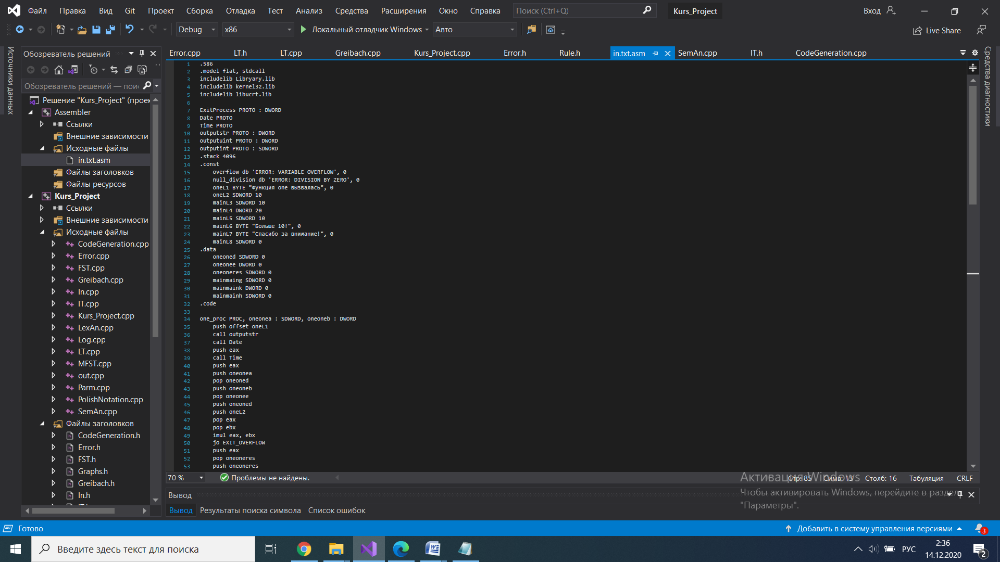 Файл Правка Вид Git Проект Сборка Отладка Тест Анализ Средства Расширения Окно Справка Поиск (Ctrl+Q) Kurs_Project Вход
Debug x86 Локальный отладчик Windows Авто Live Share
Источники данных
Обозреватель решений
Обозреватель решений — пои
Решение "Kurs_Project" (проек
Assembler
Ссылки
Внешние зависимости
Исходные файлы
in.txt.asm
Файлы заголовков
Файлы ресурсов
Kurs_Project
Ссылки
Внешние зависимости
Исходные файлы
CodeGeneration.cpp
Error.cpp
FST.cpp
Greibach.cpp
In.cpp
IT.cpp
Kurs_Project.cpp
LexAn.cpp
Log.cpp
LT.cpp
MFST.cpp
out.cpp
Parm.cpp
PolishNotation.cpp
SemAn.cpp
Файлы заголовков
CodeGeneration.h
Error.h
FST.h
Graphs.h
Greibach.h
In.h
Error.cpp LT.h LT.cpp Greibach.cpp Kurs_Project.cpp Error.h Rule.h in.txt.asm SemAn.cpp IT.h CodeGeneration.cpp
1 .586
2 .model flat, stdcall
3 includelib Libryary.lib
4 includelib kernel32.lib
5 includelib libucrt.lib
6
7 ExitProcess PROTO : DWORD
8 Date PROTO
9 Time PROTO
10 outputstr PROTO : DWORD
11 outputuint PROTO : DWORD
12 outputint PROTO : SDWORD
13 .stack 4096
14 .const
15 overflow db 'ERROR: VARIABLE OVERFLOW', 0
16 null_division db 'ERROR: DIVISION BY ZERO', 0
17 oneL1 BYTE "Функция one вызвалась", 0
18 oneL2 SDWORD 10
19 mainL3 SDWORD 10
20 mainL4 DWORD 20
21 mainL5 SDWORD 10
22 mainL6 BYTE "Больше 10!", 0
23 mainL7 BYTE "Спасибо за внимание!", 0
24 mainL8 SDWORD 0
25 .data
26 oneoned SDWORD 0
27 oneonee DWORD 0
28 oneoneres SDWORD 0
29 mainmaing SDWORD 0
30 mainmaink DWORD 0
31 mainmainh SDWORD 0
32 .code
33
34 one_proc PROC, oneonea : SDWORD, oneoneb : DWORD
35 push offset oneL1
36 call outputstr
37 call Date
38 push eax
39 call Time
40 push eax
41 push oneonea
42 pop oneoned
43 push oneoneb
44 pop oneonee
45 push oneoned
46 push oneL2
47 pop eax
48 pop ebx
49 imul eax, ebx
50 jo EXIT_OVERFLOW
51 push eax
52 pop oneoneres
53 push oneoneres
Средства диагностики
70 % Проблемы не найдены. Стр: 85 Симв: 13 Столб: 16 Табуляция CRLF
Активация Windows
Чтобы активировать Windows, перейдите в раздел
"Параметры".
Вывод
Вывод Результаты поиска символа Список ошибок
Готово Добавить в систему управления версиями 3
Введите здесь текст для поиска РУС 2:36
14.12.2020 2